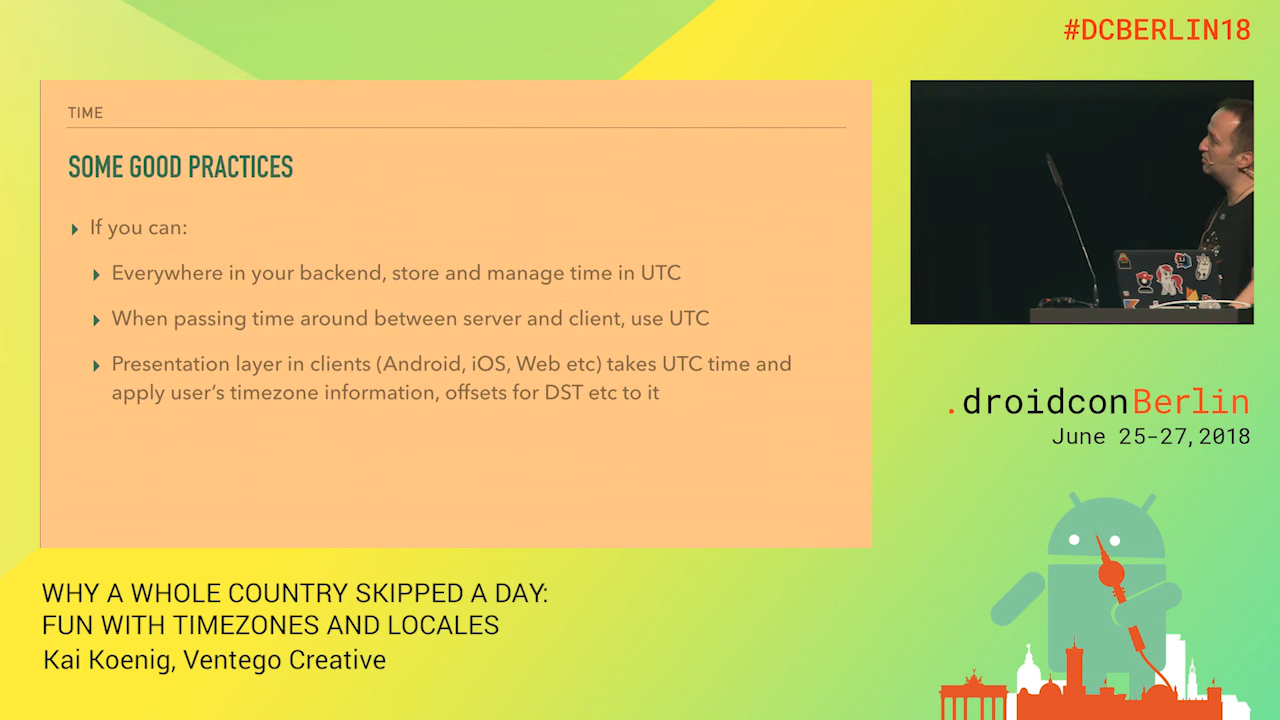 #DCBERLIN18
TIME
SOME GOOD PRACTICES
If you can:
Everywhere in your backend, store and manage time in UTC
When passing time around between server and client, use UTC
Presentation layer in clients (Android, iOS, Web etc) takes UTC time and
apply user's timezone information, offsets for DST etc to it
.droidconBerlin
June 25-27, 2018
WHY A WHOLE COUNTRY SKIPPED A DAY:
FUN WITH TIMEZONES AND LOCALES
Kai Koenig, Ventego Creative